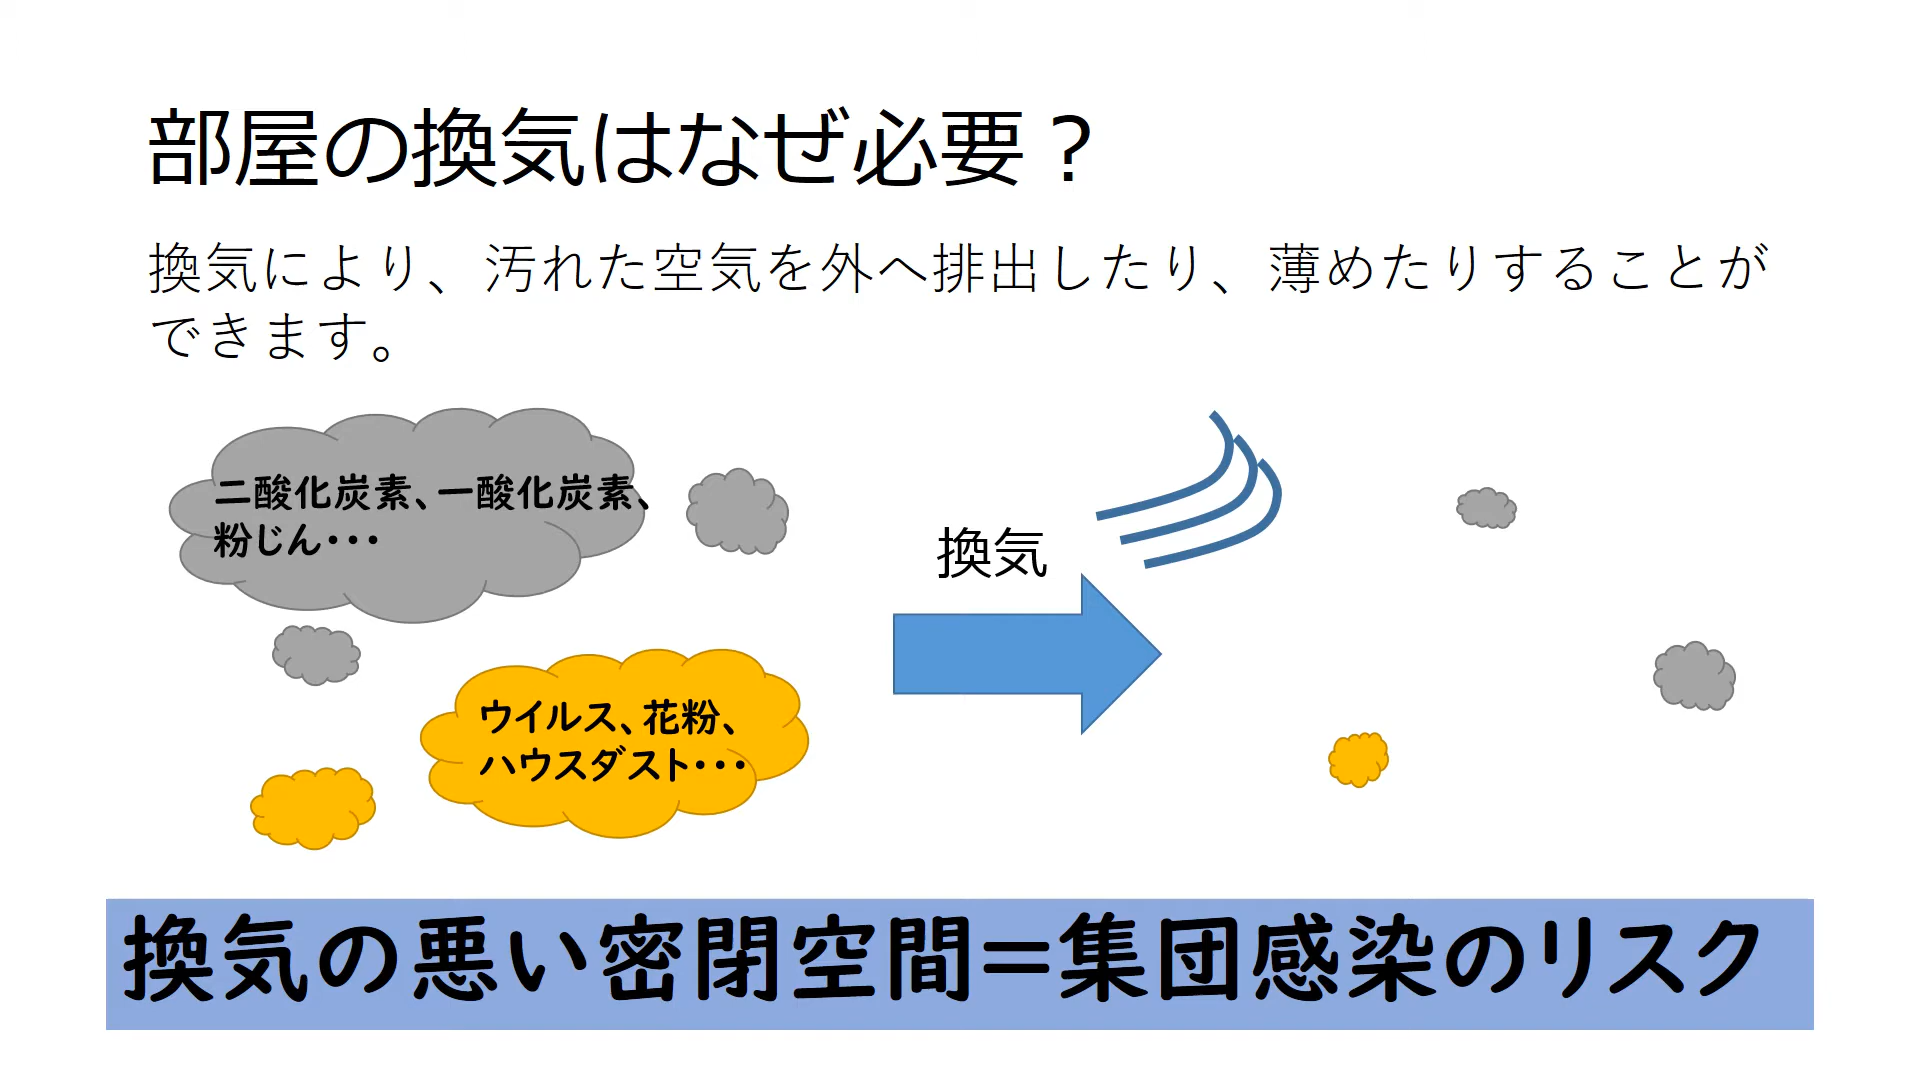 部屋の換気はなぜ必要？
換気により、汚れた空気を外へ排出したり、薄めたりすることが
できます。
二酸化炭素、一酸化炭素、
粉じん・・・
換気
ウイルス、花粉、
ハウスダスト・・・
換気の悪い密閉空間＝集団感染のリスク